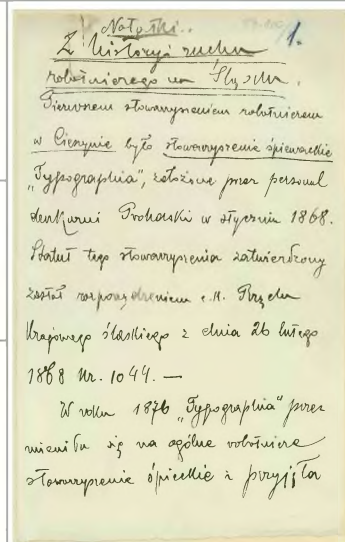 Notatki..
1.
Z historyi ruchu
robotniczego na Śląsku.
Pierwszem stowarzyszeniem robotniczem
w Cieszynie było stowarzyszenie śpiewackie
"Typographia", założone przez personal
drukarni Prohaski w styczniu 1868.
Statut tego stowarzyszenia zatwierdzony
został rozporządzeniem c. k. Rządu
Krajowego śląskiego z dnia 26 lutego
1868 Nr. 1044. —
W roku 1876 "Typographia" prze
mieniła się na ogólne robotnicze
stowarzyszenie śpiewackie i przyjęła